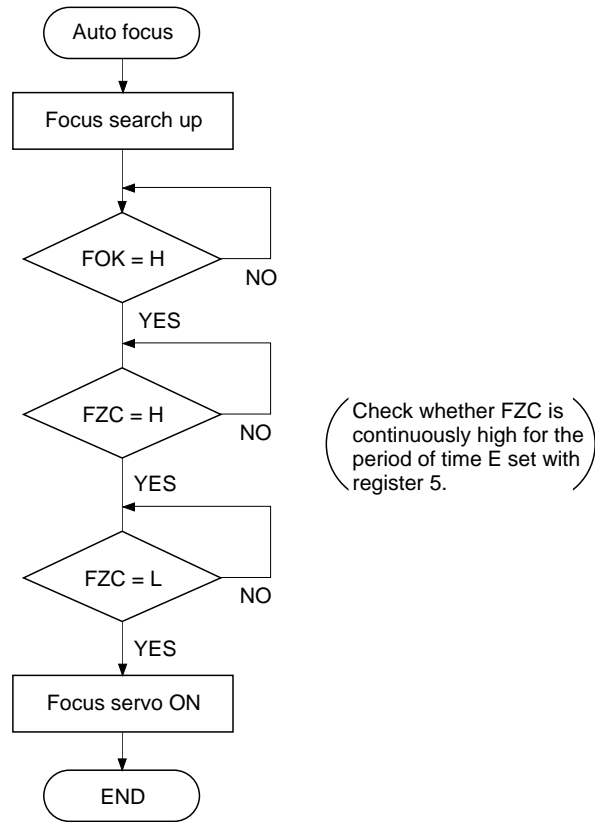 Auto focus
Focus search up
FOK = H
NO
YES
FZC = H
NO
Check whether FZC is
continuously high for the
period of time E set with
register 5.
YES
FZC = L
NO
YES
Focus servo ON
END